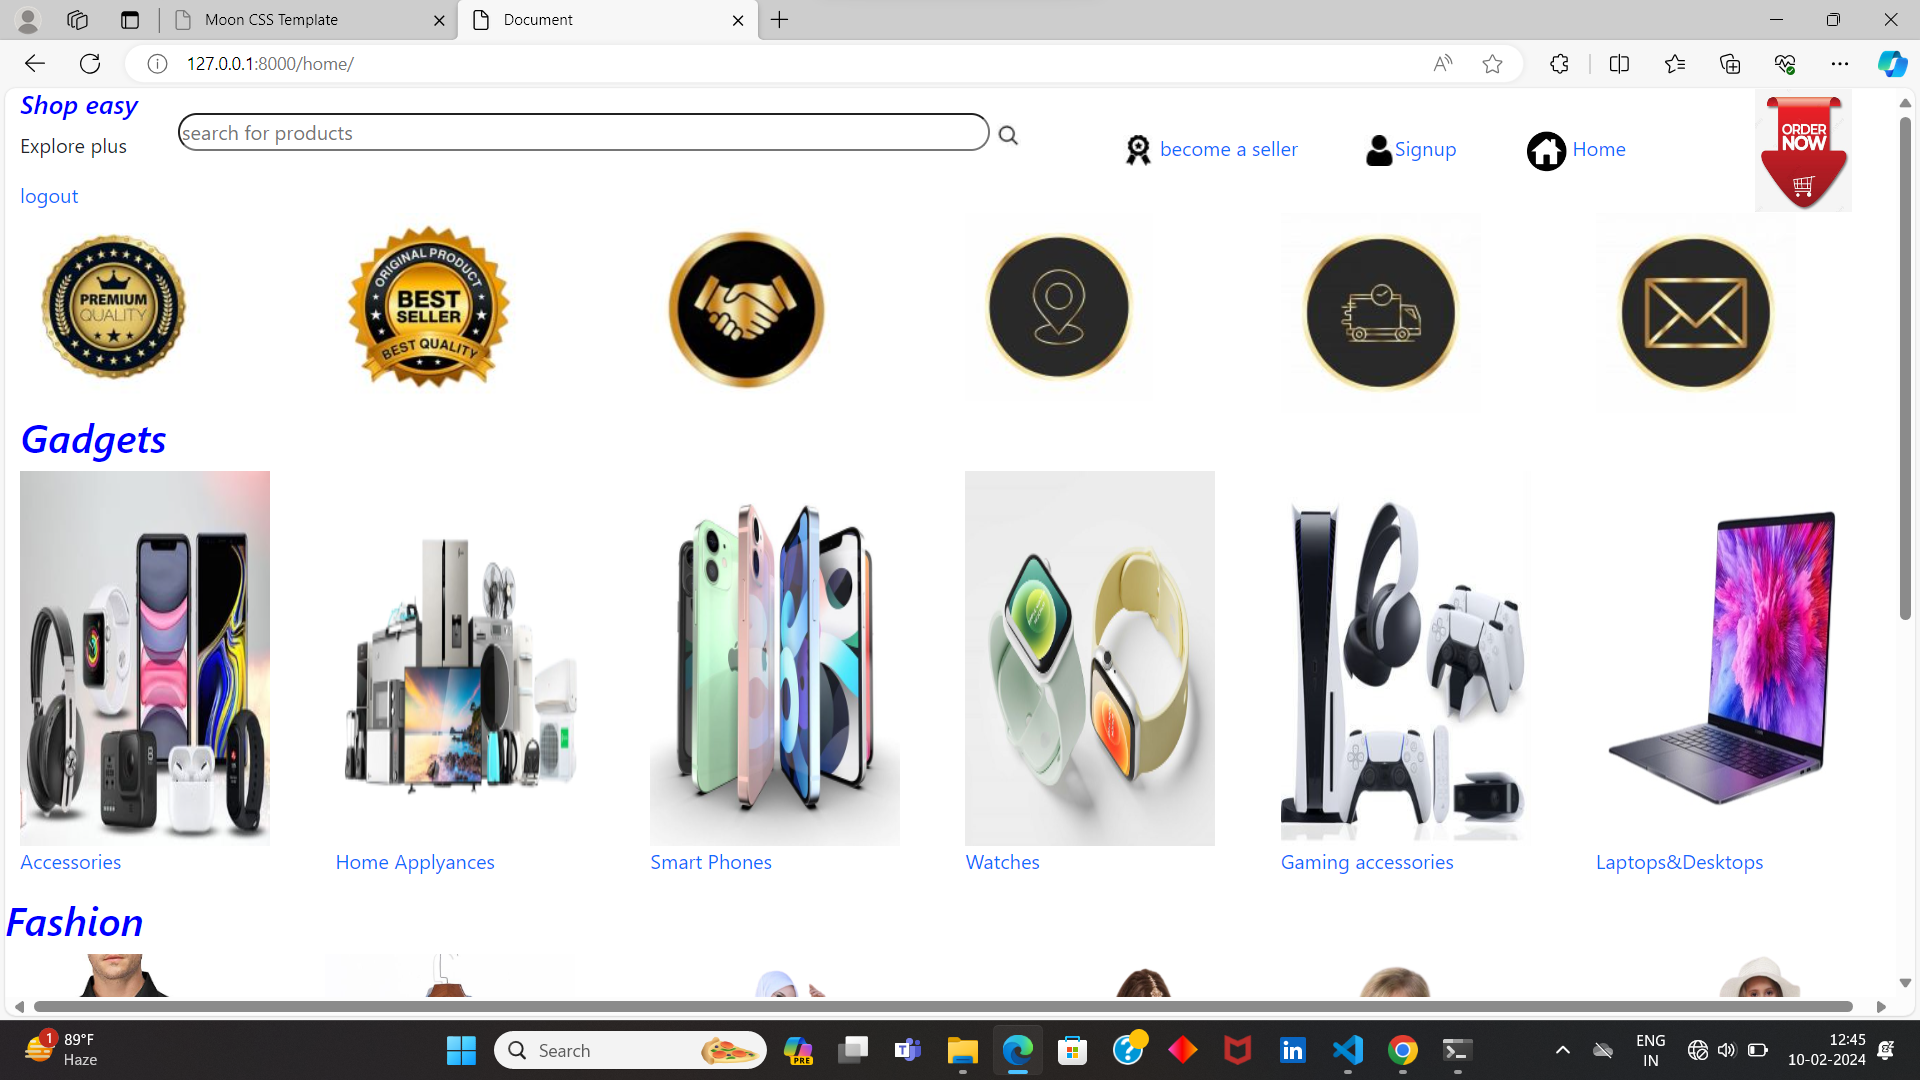 Moon CSS Template
Document
127.0.0.1:8000/home/
Shop easy
Explore plus
search for products
become a seller
Signup
Home
ORDER
NOW
logout
PREMIUM
QUALITY
ORIGINAL PRODUCT
BEST
SELLER
BEST QUALITY
Gadgets
Accessories
Home Applyances
Smart Phones
Watches
Gaming accessories
Laptops&Desktops
Fashion
1
89°F
Haze
Search
PRE
ENG
IN
12:45
10-02-2024